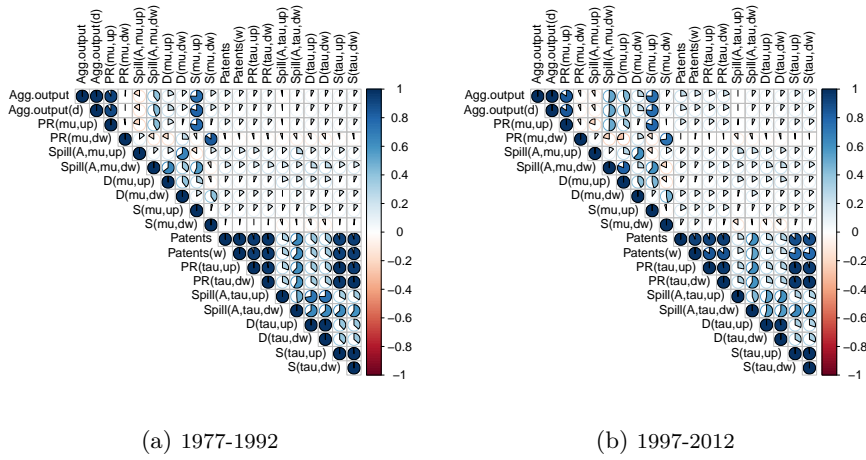 Agg.output
Agg.output(d)
PR(mu,up)
PR(mu,dw)
Spill(A,mu,up)
Spill(A,mu,dw)
D(mu,up)
D(mu,dw)
S(mu,up)
S(mu,dw)
Patents
Patents(w)
PR(tau,up)
PR(tau,dw)
Spill(A,tau,up)
Spill(A,tau,dw)
D(tau,up)
D(tau,dw)
S(tau,up)
S(tau,dw)
Agg.output
Agg.output(d)
PR(mu,up)
PR(mu,dw)
Spill(A,mu,up)
Spill(A,mu,dw)
D(mu,up)
D(mu,dw)
S(mu,up)
S(mu,dw)
Patents
Patents(w)
PR(tau,up)
PR(tau,dw)
Spill(A,tau,up)
Spill(A,tau,dw)
D(tau,up)
D(tau,dw)
S(tau,up)
S(tau,dw)
1
0.8
0.6
0.4
0.2
0
−0.2
−0.4
−0.6
−0.8
−1
(a) 1977-1992
Agg.output
Agg.output(d)
PR(mu,up)
PR(mu,dw)
Spill(A,mu,up)
Spill(A,mu,dw)
D(mu,up)
D(mu,dw)
S(mu,up)
S(mu,dw)
Patents
Patents(w)
PR(tau,up)
PR(tau,dw)
Spill(A,tau,up)
Spill(A,tau,dw)
D(tau,up)
D(tau,dw)
S(tau,up)
S(tau,dw)
Agg.output
Agg.output(d)
PR(mu,up)
PR(mu,dw)
Spill(A,mu,up)
Spill(A,mu,dw)
D(mu,up)
D(mu,dw)
S(mu,up)
S(mu,dw)
Patents
Patents(w)
PR(tau,up)
PR(tau,dw)
Spill(A,tau,up)
Spill(A,tau,dw)
D(tau,up)
D(tau,dw)
S(tau,up)
S(tau,dw)
1
0.8
0.6
0.4
0.2
0
−0.2
−0.4
−0.6
−0.8
−1
(b) 1997-2012